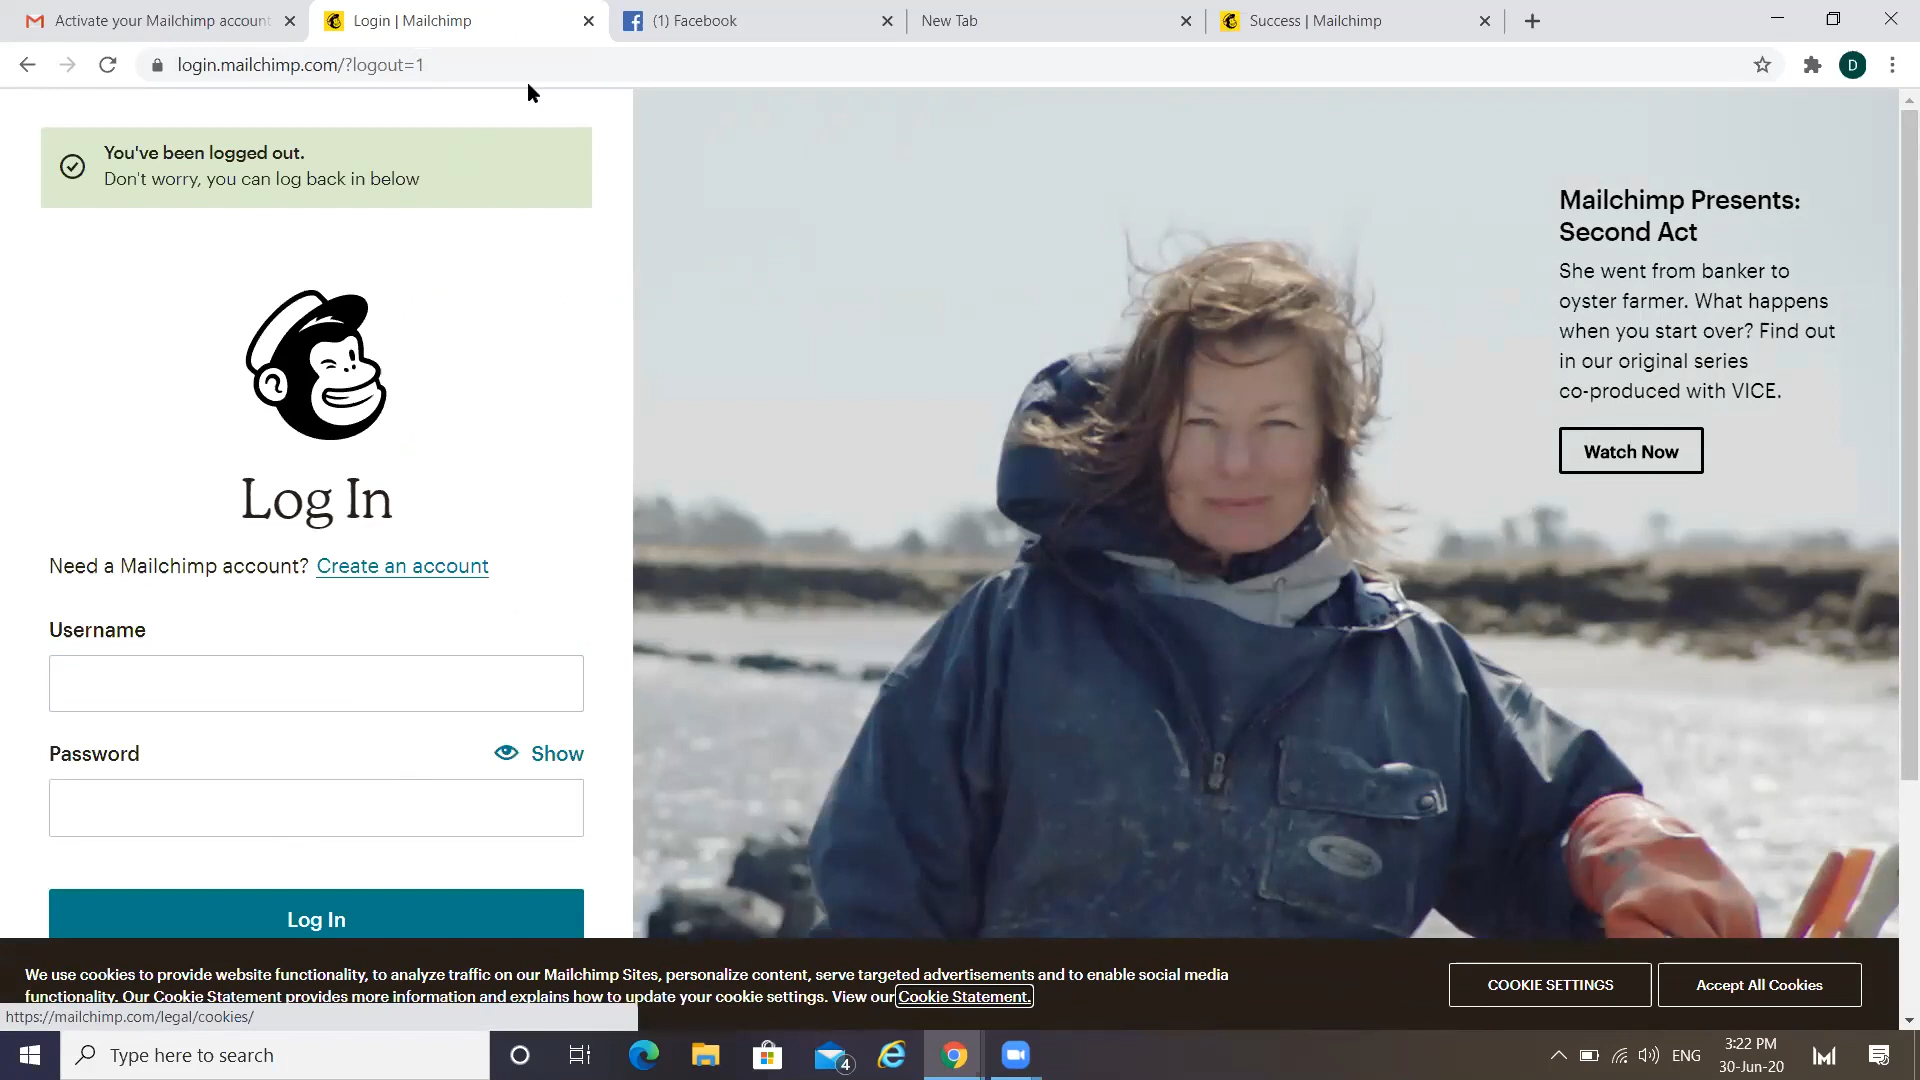 Activate your Mailchimp account
Login | Mailchimp
(1) Facebook
New Tab
Success | Mailchimp
login.mailchimp.com/?logout=1
D
You've been logged out.
Don't worry, you can log back in below
Log In
Need a Mailchimp account? Create an account
Username
Password
Show
Log In
Mailchimp Presents:
Second Act
She went from banker to
oyster farmer. What happens
when you start over? Find out
in our original series
co-produced with VICE.
Watch Now
We use cookies to provide website functionality, to analyze traffic on our Mailchimp Sites, personalize content, serve targeted advertisements and to enable social media
functionality. Our Cookie Statement provides more information and explains how to update your cookie settings. View our Cookie Statement.
COOKIE SETTINGS
Accept All Cookies
https://mailchimp.com/legal/cookies/
Type here to search
4
ENG
3:22 PM
30-Jun-20